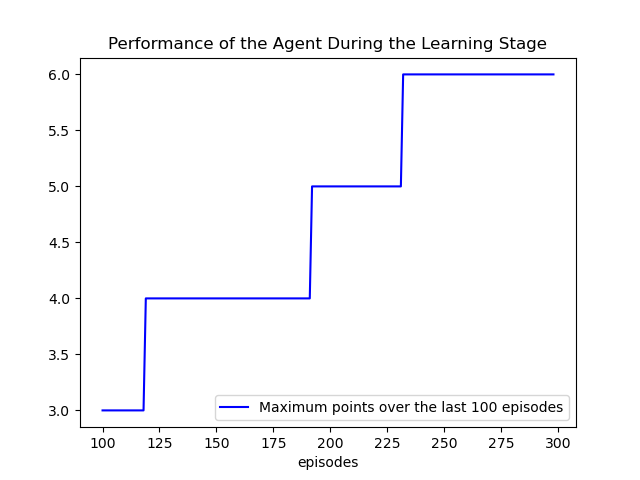 Performance of the Agent During the Learning Stage
6.0
5.5
5.0
4.5
4.0
3.5
3.0
Maximum points over the last 100 episodes
100 125 150 175 200 225 250 275 300
episodes